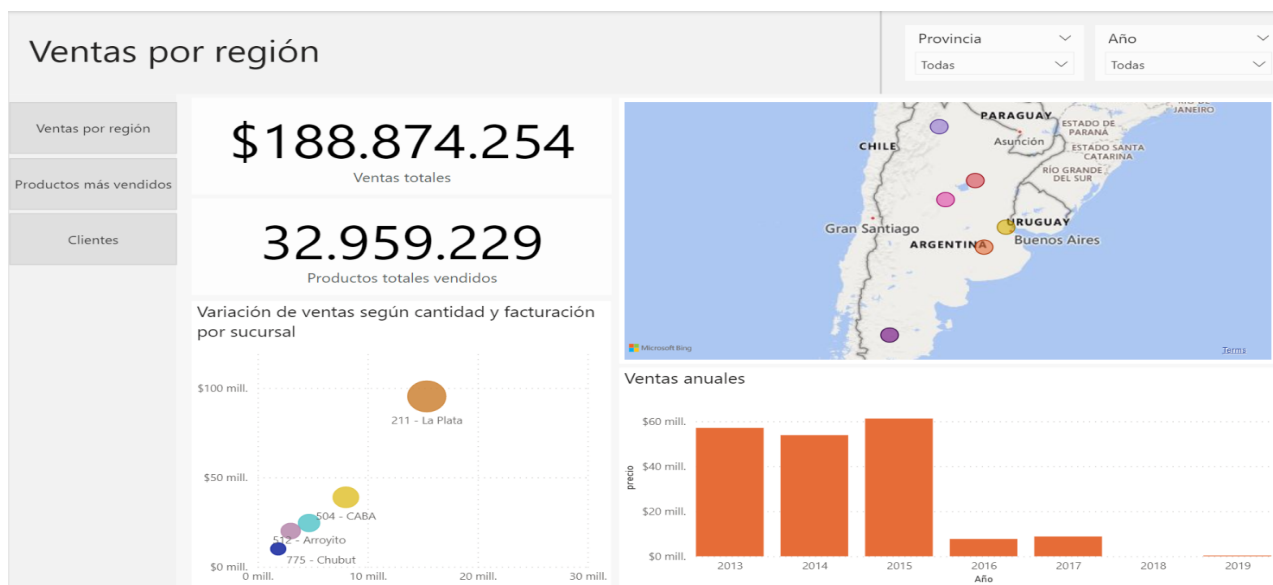 Ventas por región
Provincia
Todas
Año
Todas
Ventas por región
Productos más vendidos
Clientes
$188.874.254
Ventas totales
32.959.229
Productos totales vendidos
PARAGUAY
Asunción
CHILE
JANEIRO
ESTADO DE
PARANÁ
ESTADO SANTA
CATARINA
RÍO GRANDE
DEL SUR
URUGUAY
Gran Santiago
ARGENTINA
Buenos Aires
Microsoft Bing
Terms
Variación de ventas según cantidad y facturación
por sucursal
$100 mill.
$50 mill.
$0 mill.
211 - La Plata
504 - CABA
512 - Arroyito
775 - Chubut
0 mill.
10 mill.
20 mill.
30 mill.
Ventas anuales
precio
$60 mill.
$40 mill.
$20 mill.
$0 mill.
2013
2014
2015
2016
2017
2018
2019
Año